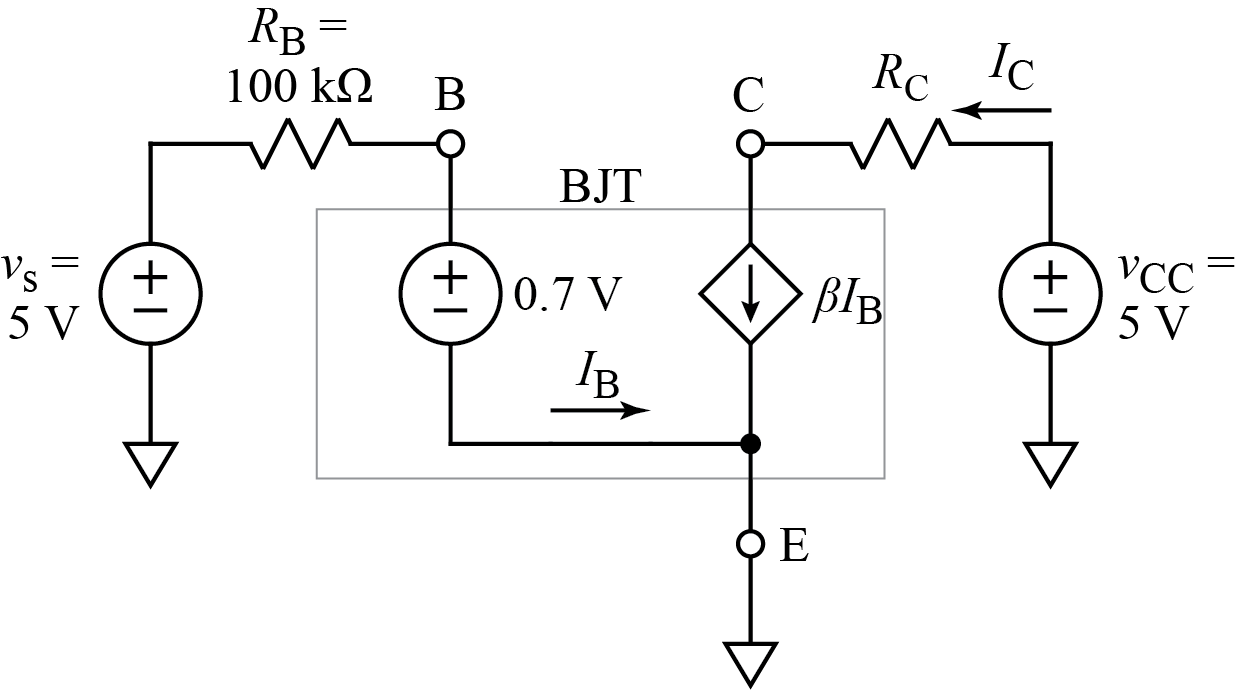 R_B =
100 kΩ
B
C
R_C
I_C
BJT
v_s =
5 V
+
−
+
−
0.7 V
βI_B
+
−
v_CC =
5 V
I_B
E